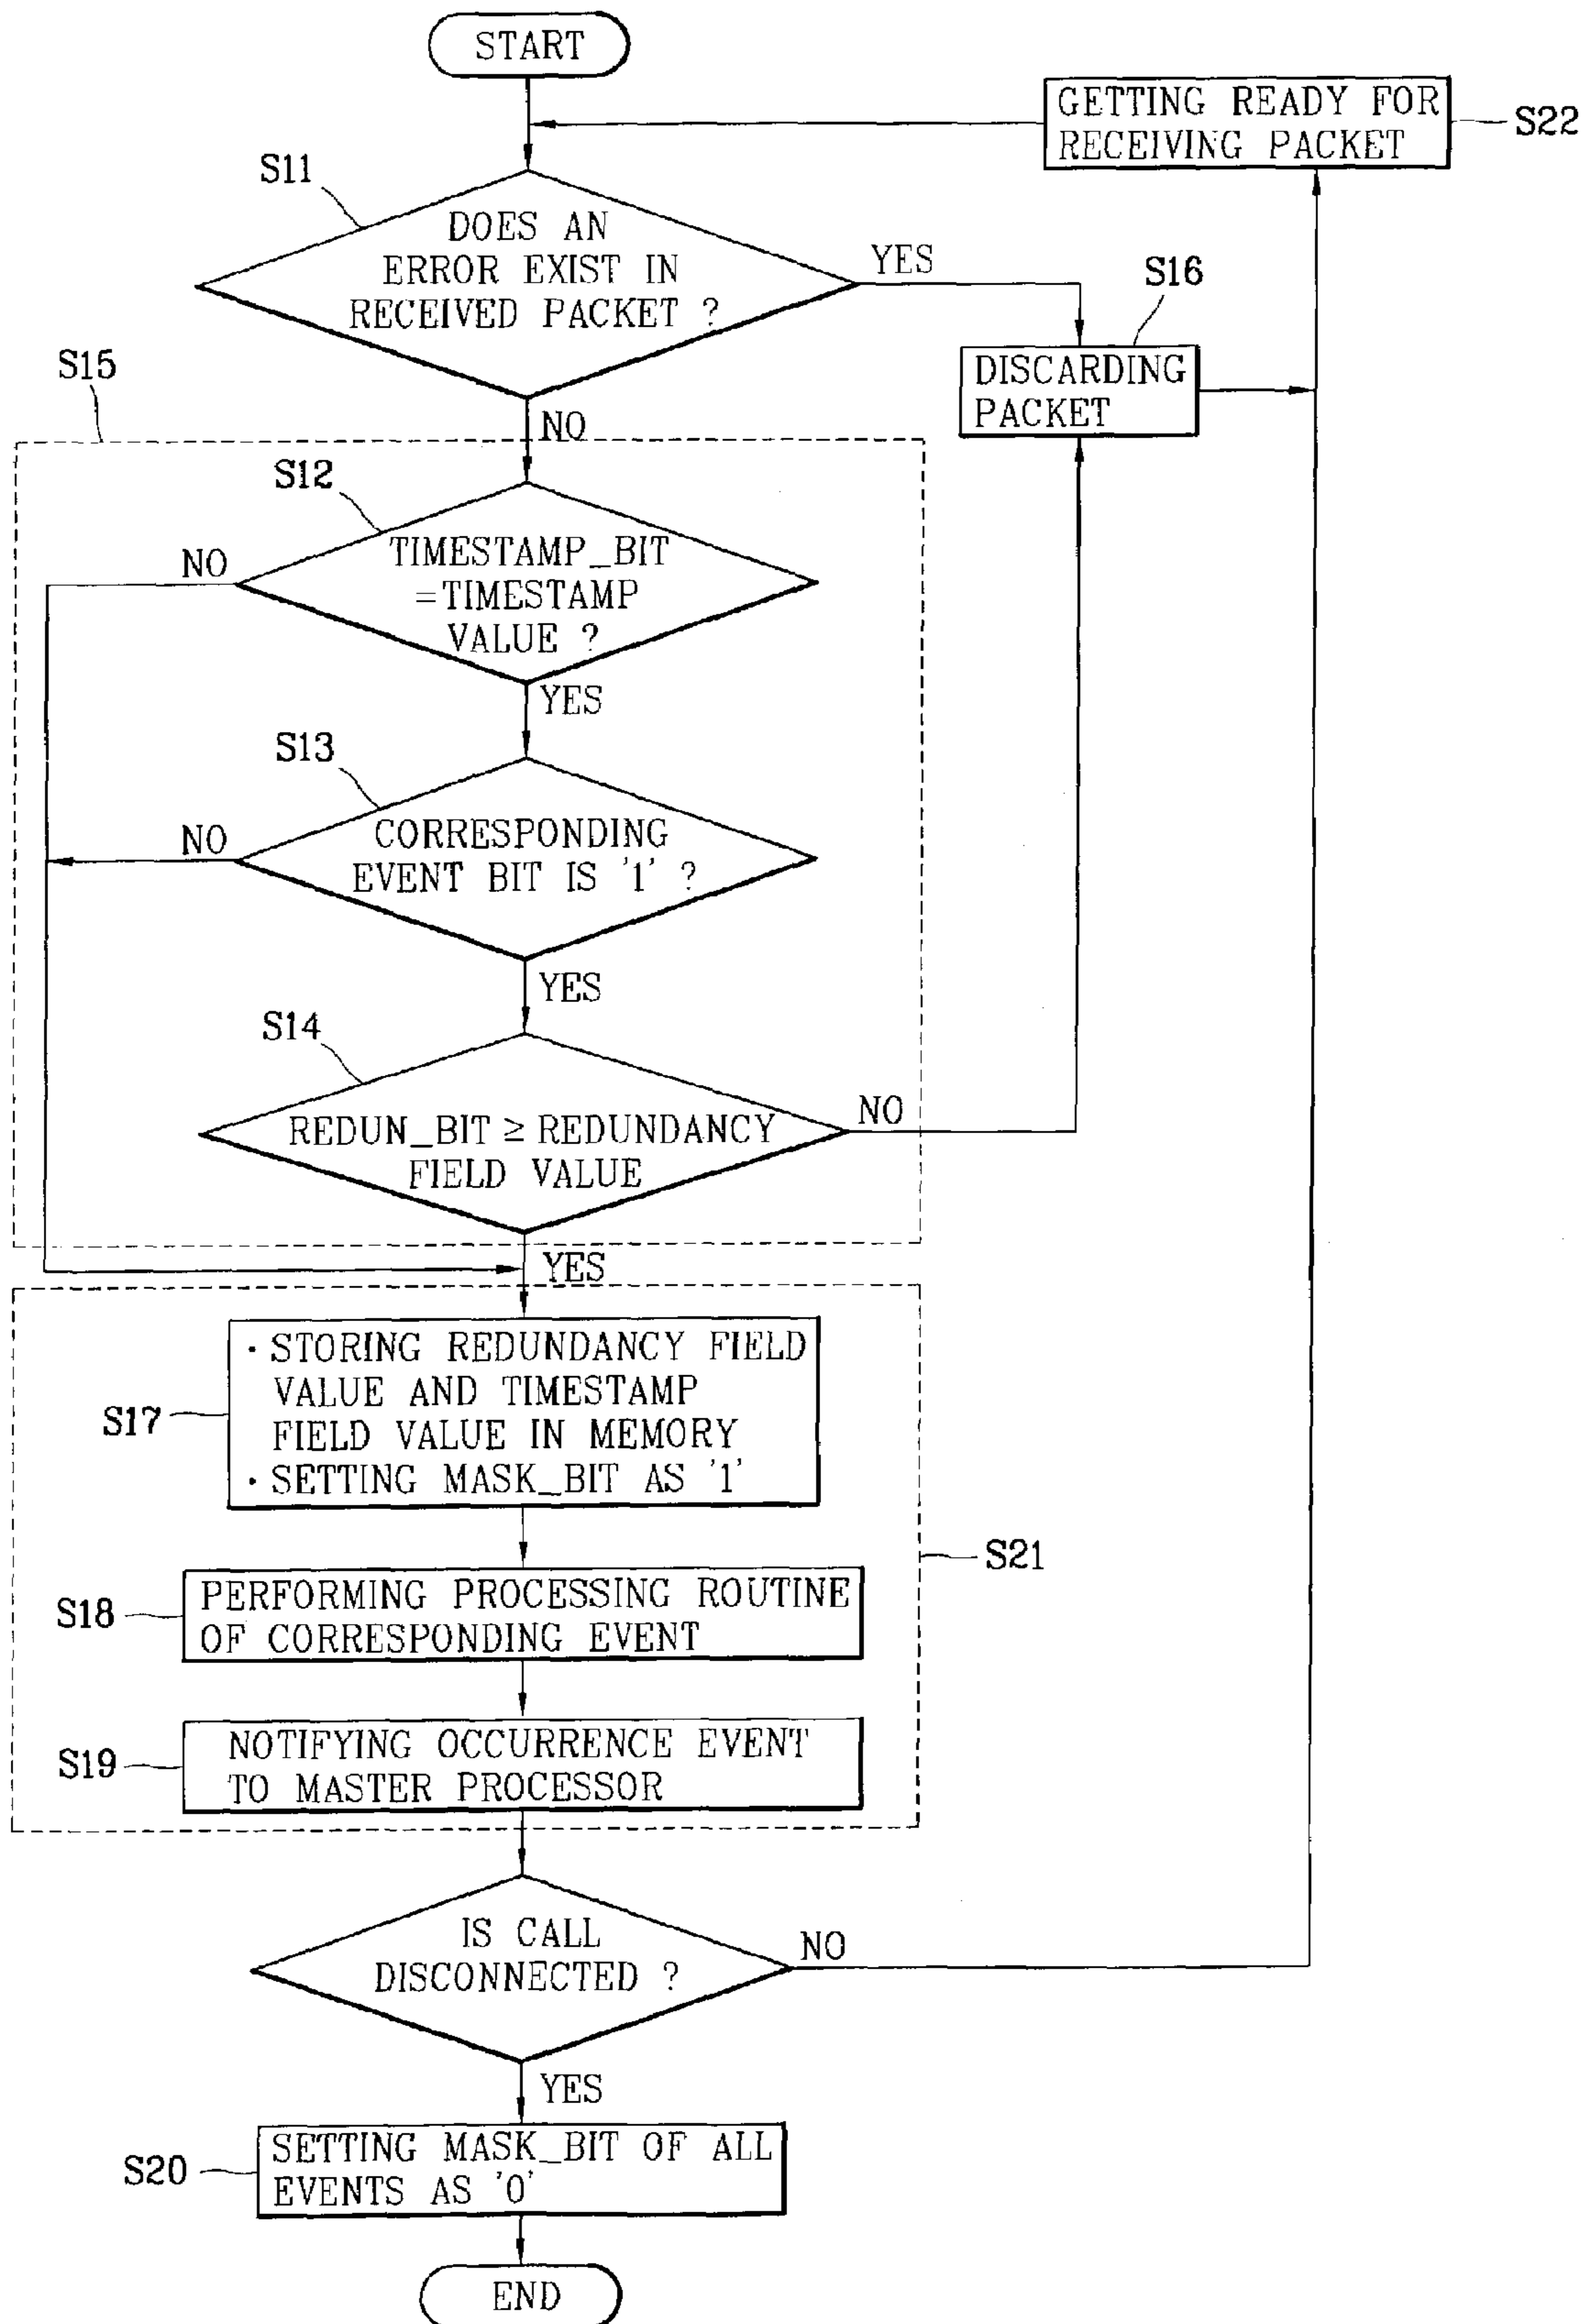 START
GETTING READY FOR
RECEIVING PACKET
S22
S11
DOES AN
ERROR EXIST IN
RECEIVED PACKET ?
YES
S16
DISCARDING
PACKET
NO
S15
S12
TIMESTAMP_BIT
=TIMESTAMP
VALUE ?
NO
YES
S13
CORRESPONDING
EVENT BIT IS '1' ?
NO
YES
S14
REDUN_BIT ≥ REDUNDANCY
FIELD VALUE
NO
YES
S17
· STORING REDUNDANCY FIELD
VALUE AND TIMESTAMP
FIELD VALUE IN MEMORY
· SETTING MASK_BIT AS '1'
S21
S18
PERFORMING PROCESSING ROUTINE
OF CORRESPONDING EVENT
S19
NOTIFYING OCCURRENCE EVENT
TO MASTER PROCESSOR
IS CALL
DISCONNECTED ?
NO
YES
S20
SETTING MASK_BIT OF ALL
EVENTS AS '0'
END